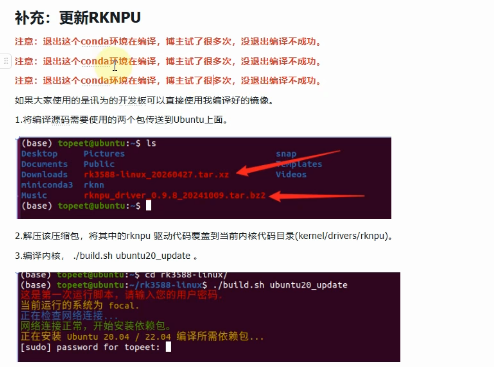 补充：更新RKNPU
注意：退出这个conda环境在编译，博主试了很多次，没退出编译不成功。
注意：退出这个conda环境在编译，博主试了很多次，没退出编译不成功。
注意：退出这个conda环境在编译，博主试了很多次，没退出编译不成功。
如果大家使用的是讯为的开发板可以直接使用我编译好的镜像。
1.将编译源码需要使用的两个包传送到Ubuntu上面。
(base) topeet@ubuntu:~$ ls
Desktop Pictures snap
Documents Public Templates
Downloads rk3588-linux_20260427.tar.xz Videos
miniconda3 rknn
Music rknpu_driver_0.9.8_20241009.tar.bz2
(base) topeet@ubuntu:~$
2.解压该压缩包，将其中的rknpu 驱动代码覆盖到当前内核代码目录(kernel/drivers/rknpu)。
3.编译内核，./build.sh ubuntu20_update 。
(base) topeet@ubuntu:~$ cd rk3588-linux/
(base) topeet@ubuntu:~/rk3588-linux$ ./build.sh ubuntu20_update
这是第一次运行脚本，请输入您的用户密码.
当前运行的系统为 focal.
正在检查网络连接...
网络连接正常，开始安装依赖包。
正在安装 Ubuntu 20.04 / 22.04 编译所需依赖包...
[sudo] password for topeet: